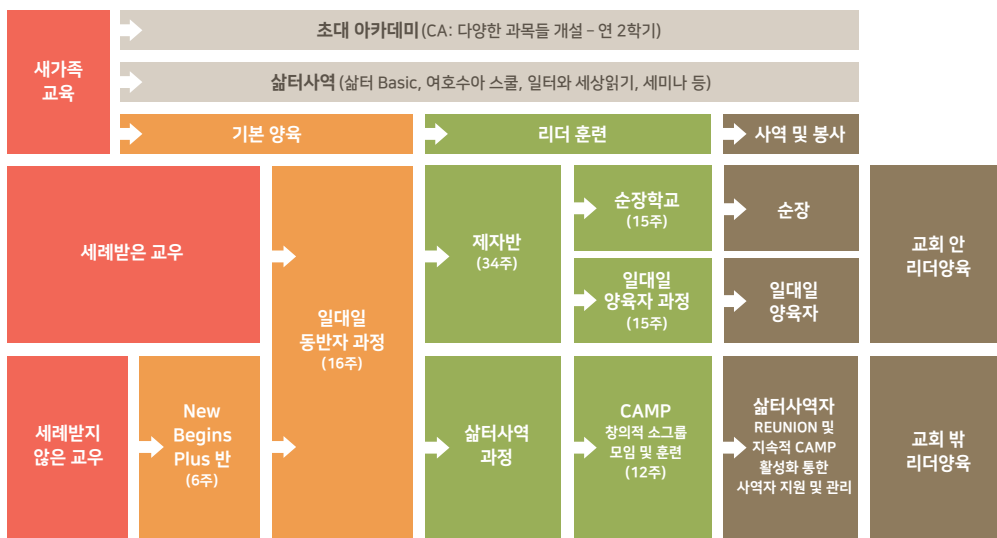 새가족
교육
초대 아카데미 (CA: 다양한 과목들 개설 – 연 2학기)
삶터사역 (삶터 Basic, 여호수아 스쿨, 일터와 세상읽기, 세미나 등)
기본 양육
리더 훈련
사역 및 봉사
세례받은 교우
일대일
동반자 과정
(16주)
제자반
(34주)
순장학교
(15주)
순장
일대일
양육자 과정
(15주)
일대일
양육자
교회 안
리더양육
세례받지
않은 교우
New
Begins
Plus 반
(6주)
삶터사역
과정
CAMP
창의적 소그룹
모임 및 훈련
(12주)
삶터사역자
REUNION 및
지속적 CAMP
활성화 통한
사역자 지원 및 관리
교회 밖
리더양육